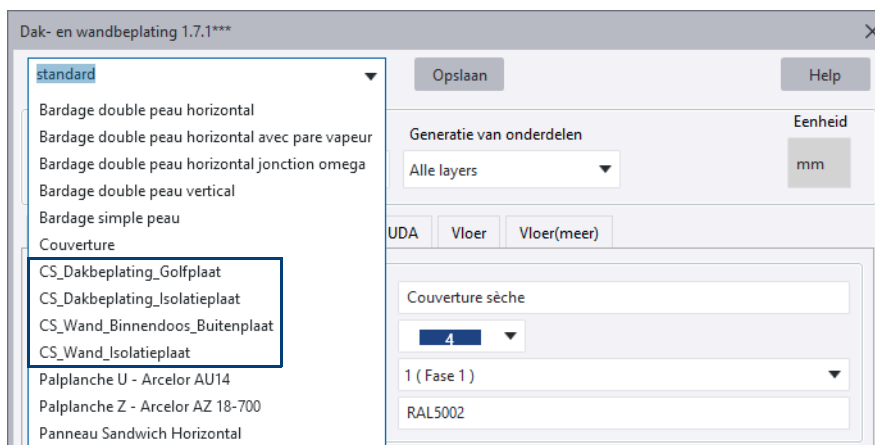 Dak- en wandbeplating 1.7.1***
standard
Opslaan
Help
Bardage double peau horizontal
Bardage double peau horizontal avec pare vapeur
Bardage double peau horizontal jonction omega
Bardage double peau vertical
Bardage simple peau
Couverture
CS_Dakbeplating_Golfplaat
CS_Dakbeplating_Isolatieplaat
CS_Wand_Binnendoos_Buitenplaat
CS_Wand_Isolatieplaat
Palplanche U - Arcelor AU14
Palplanche Z - Arcelor AZ 18-700
Panneau Sandwich Horizontal
Generatie van onderdelen
Alle layers
Eenheid
mm
UDA
Vloer
Vloer(meer)
Couverture sèche
4
1 ( Fase 1 )
RAL5002